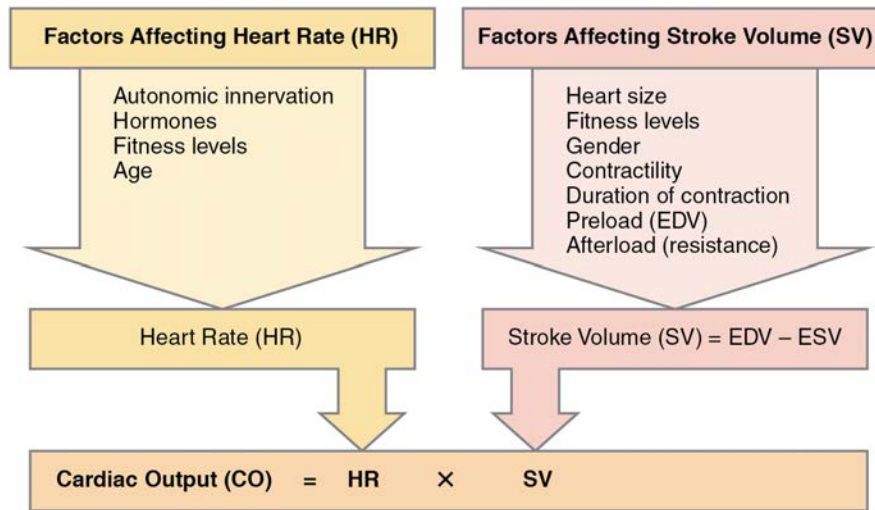 Factors Affecting Heart Rate (HR)
Autonomic innervation
Hormones
Fitness levels
Age
Heart Rate (HR)
Factors Affecting Stroke Volume (SV)
Heart size
Fitness levels
Gender
Contractility
Duration of contraction
Preload (EDV)
Afterload (resistance)
Stroke Volume (SV) = EDV – ESV
Cardiac Output (CO) = HR × SV